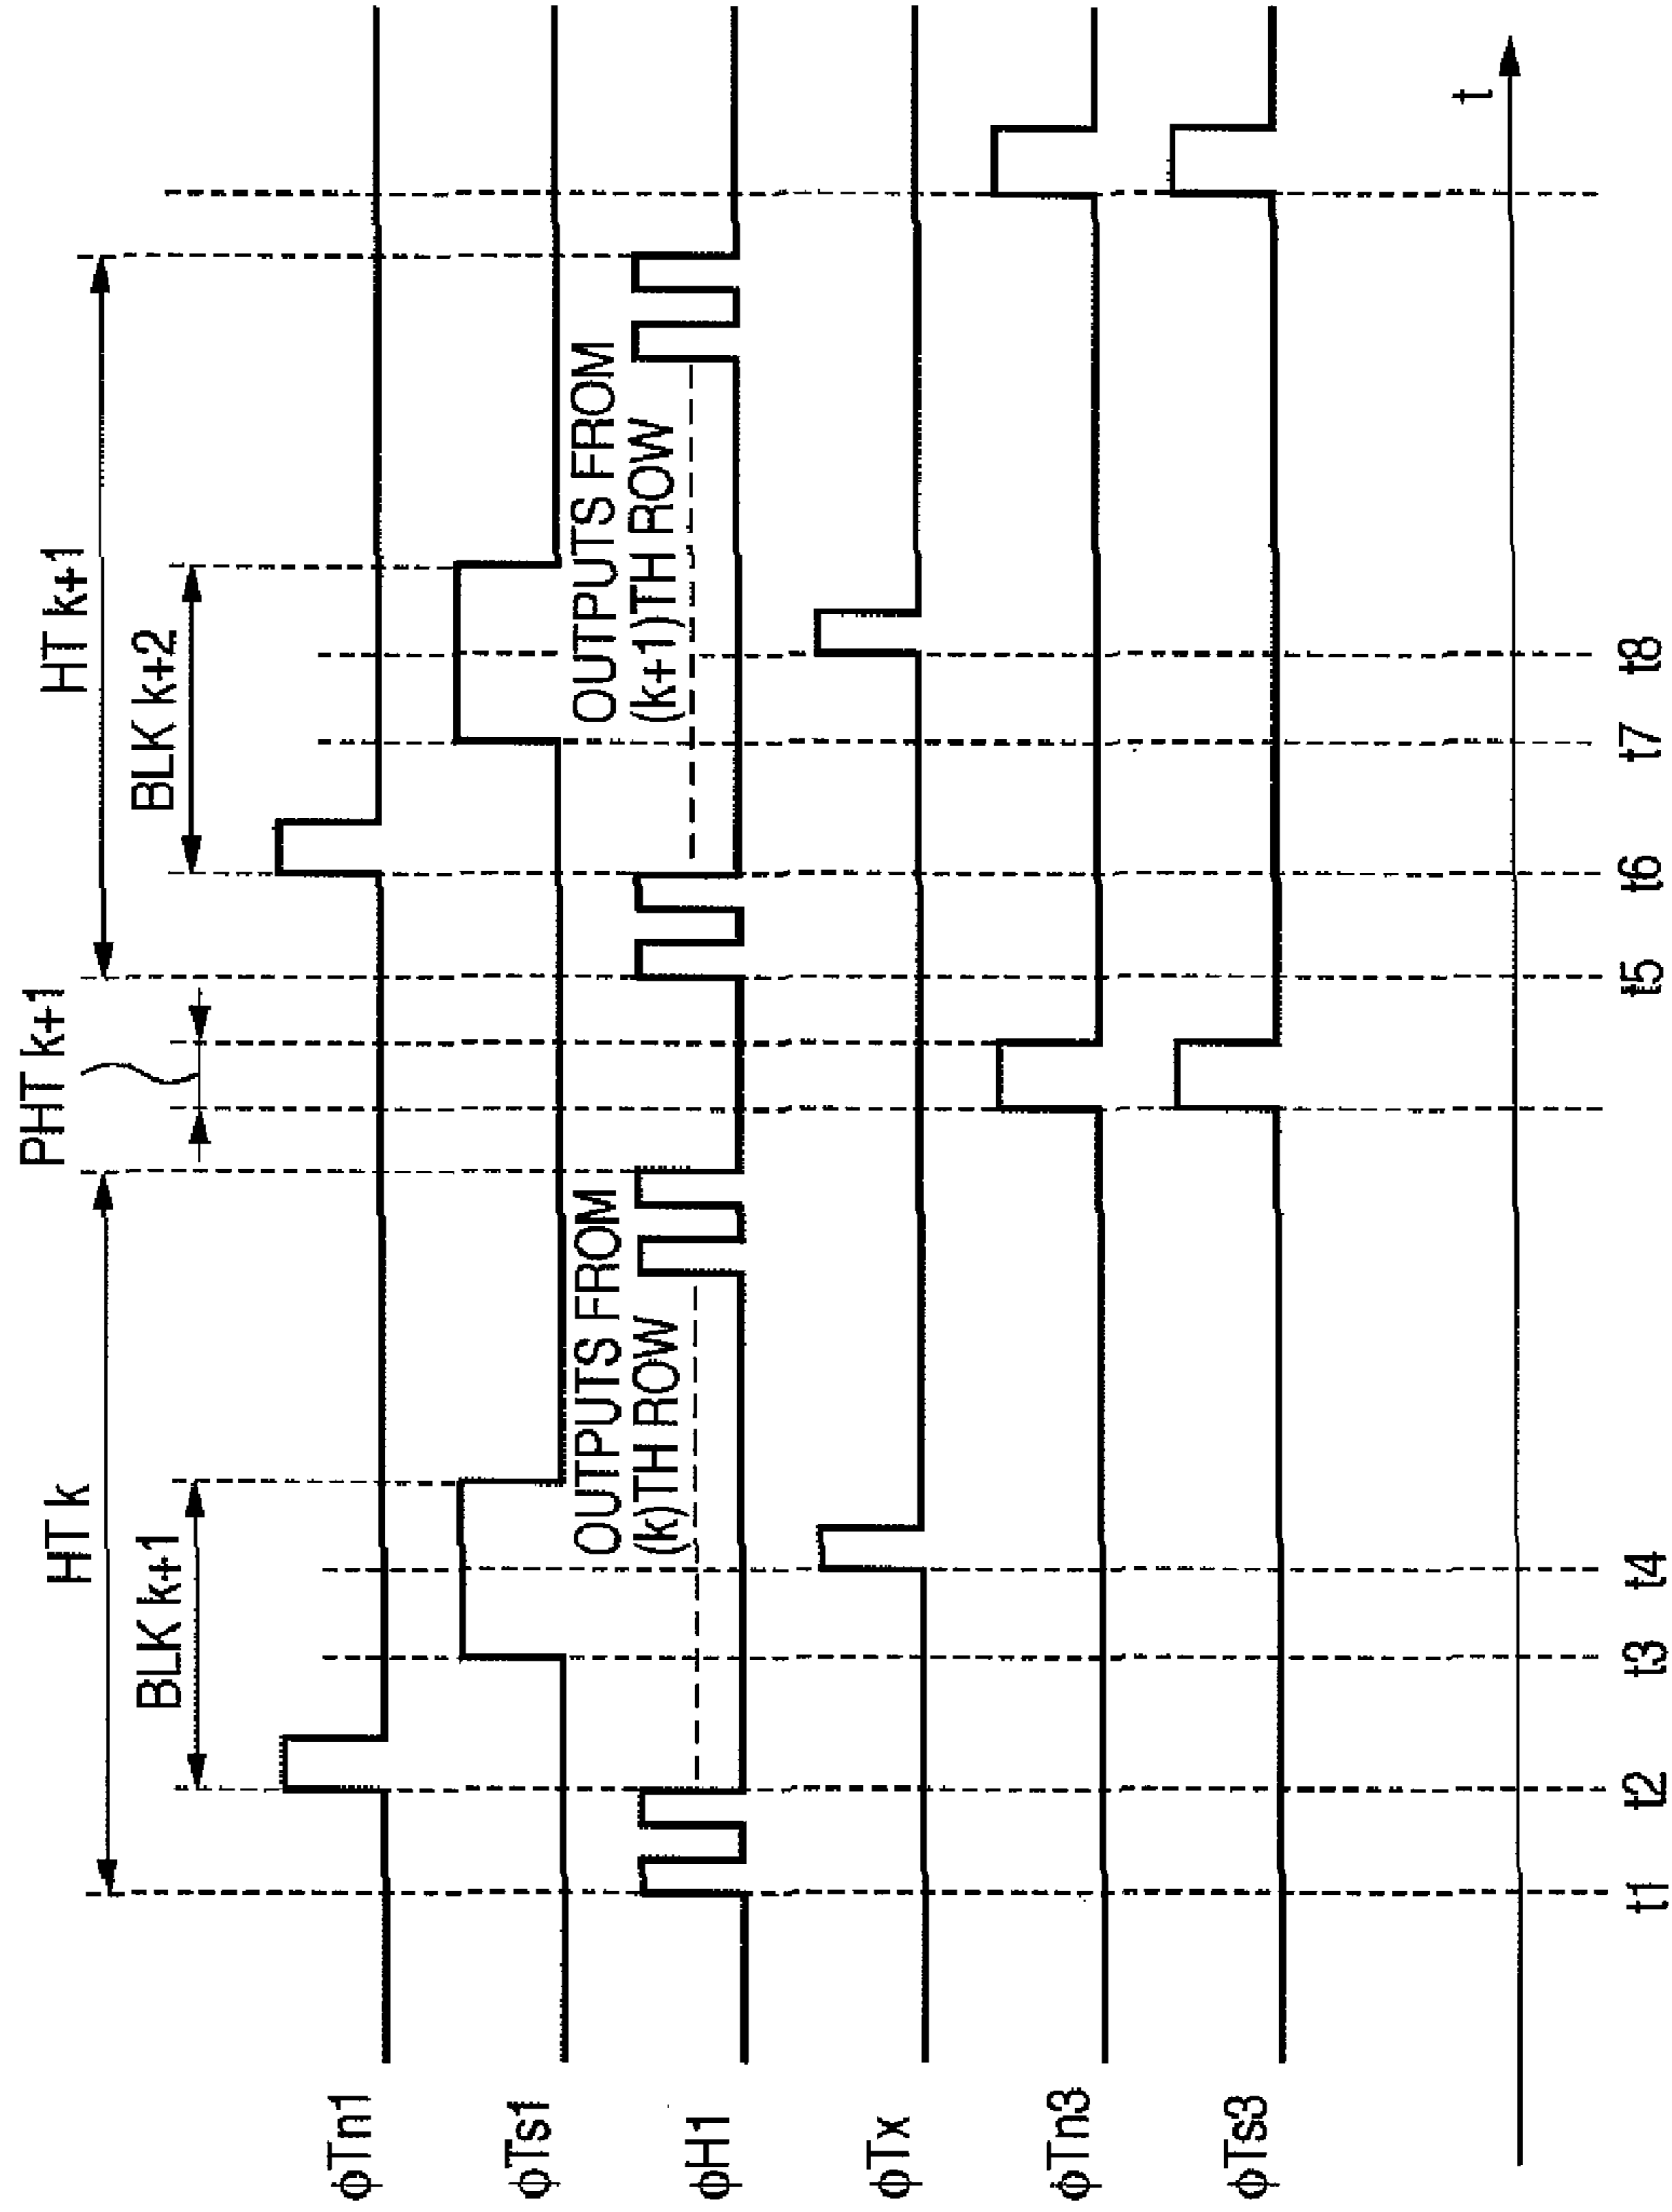 HT k
PHT k+1
HT k+1
BLK k+1
BLK k+2
ϕTn1
ϕTs1
OUTPUTS FROM
(k)TH ROW
OUTPUTS FROM
(k+1)TH ROW
ϕH1
ϕTx
ϕTn3
ϕTs3
t
t1 t2 t3 t4 t5 t6 t7 t8